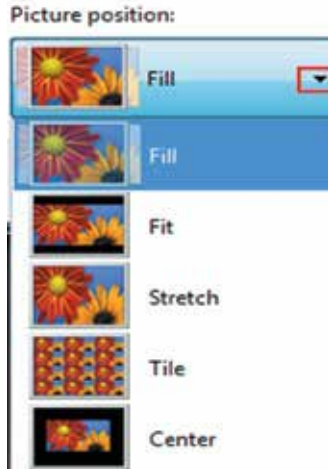 Picture position:
Fill
Fill
Fit
Stretch
Tile
Center